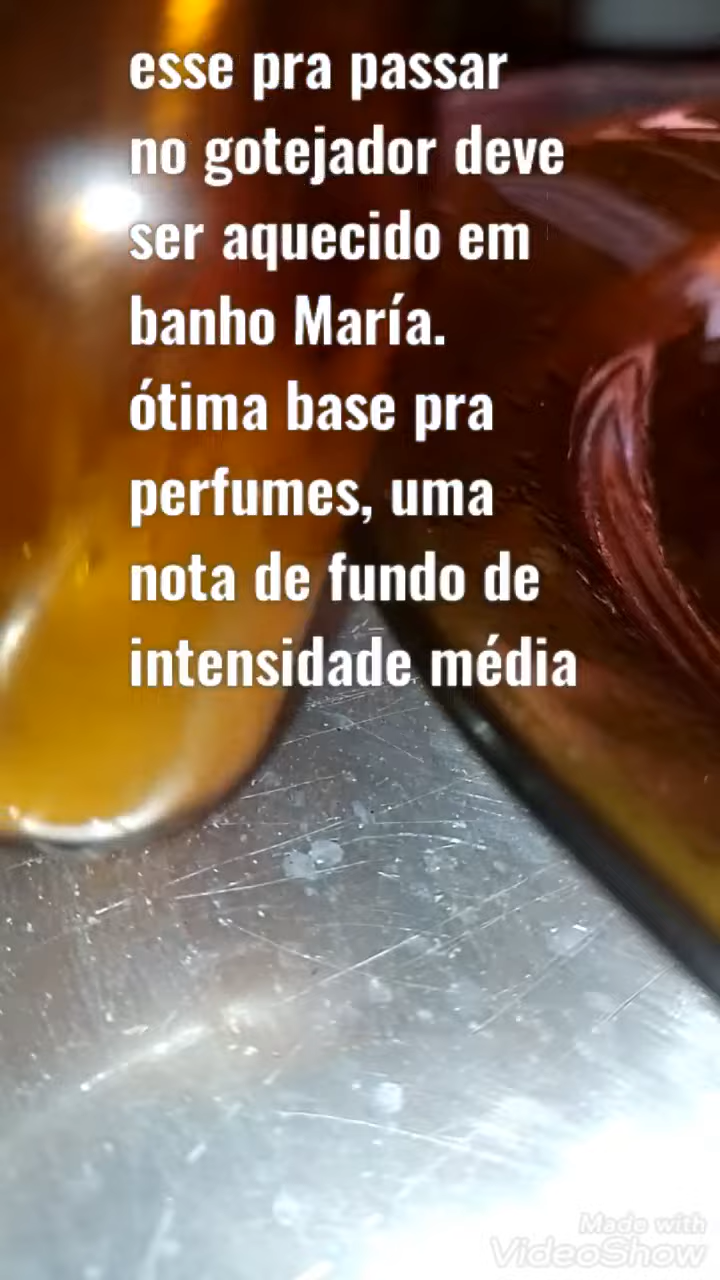 esse pra passar
no gotejador deve
ser aquecido em
banho María.
ótima base pra
perfumes, uma
nota de fundo de
intensidade média
Made with
VideoShow